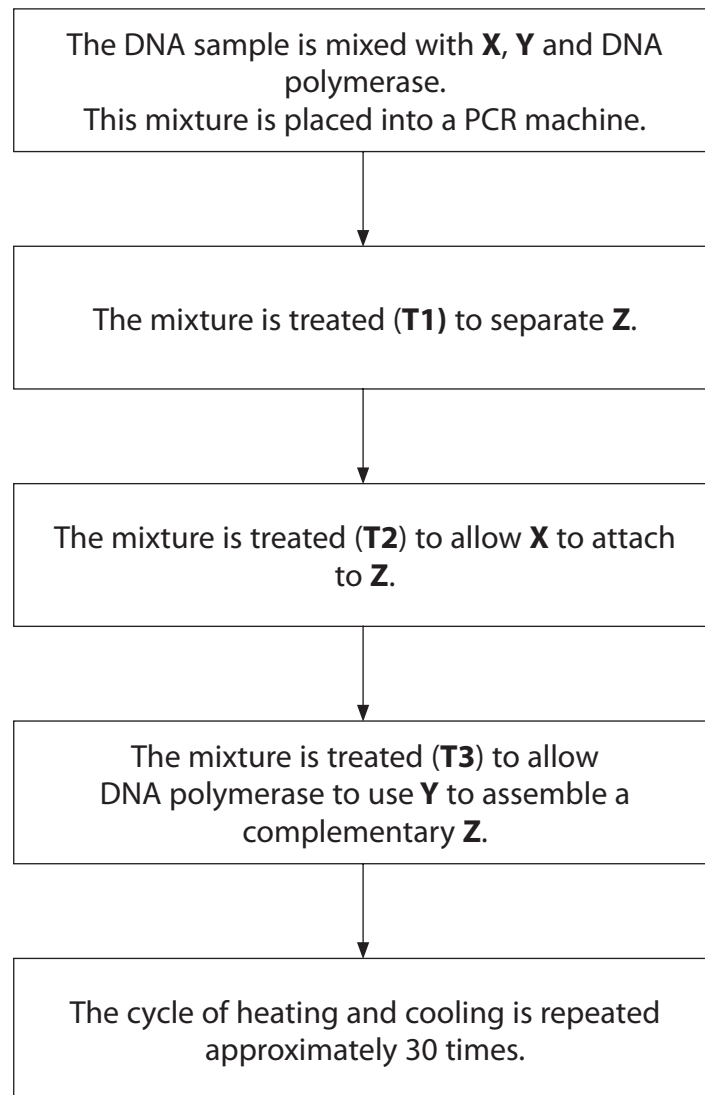 The DNA sample is mixed with X, Y and DNA
polymerase.
This mixture is placed into a PCR machine.
The mixture is treated (T1) to separate Z.
The mixture is treated (T2) to allow X to attach
to Z.
The mixture is treated (T3) to allow
DNA polymerase to use Y to assemble a
complementary Z.
The cycle of heating and cooling is repeated
approximately 30 times.